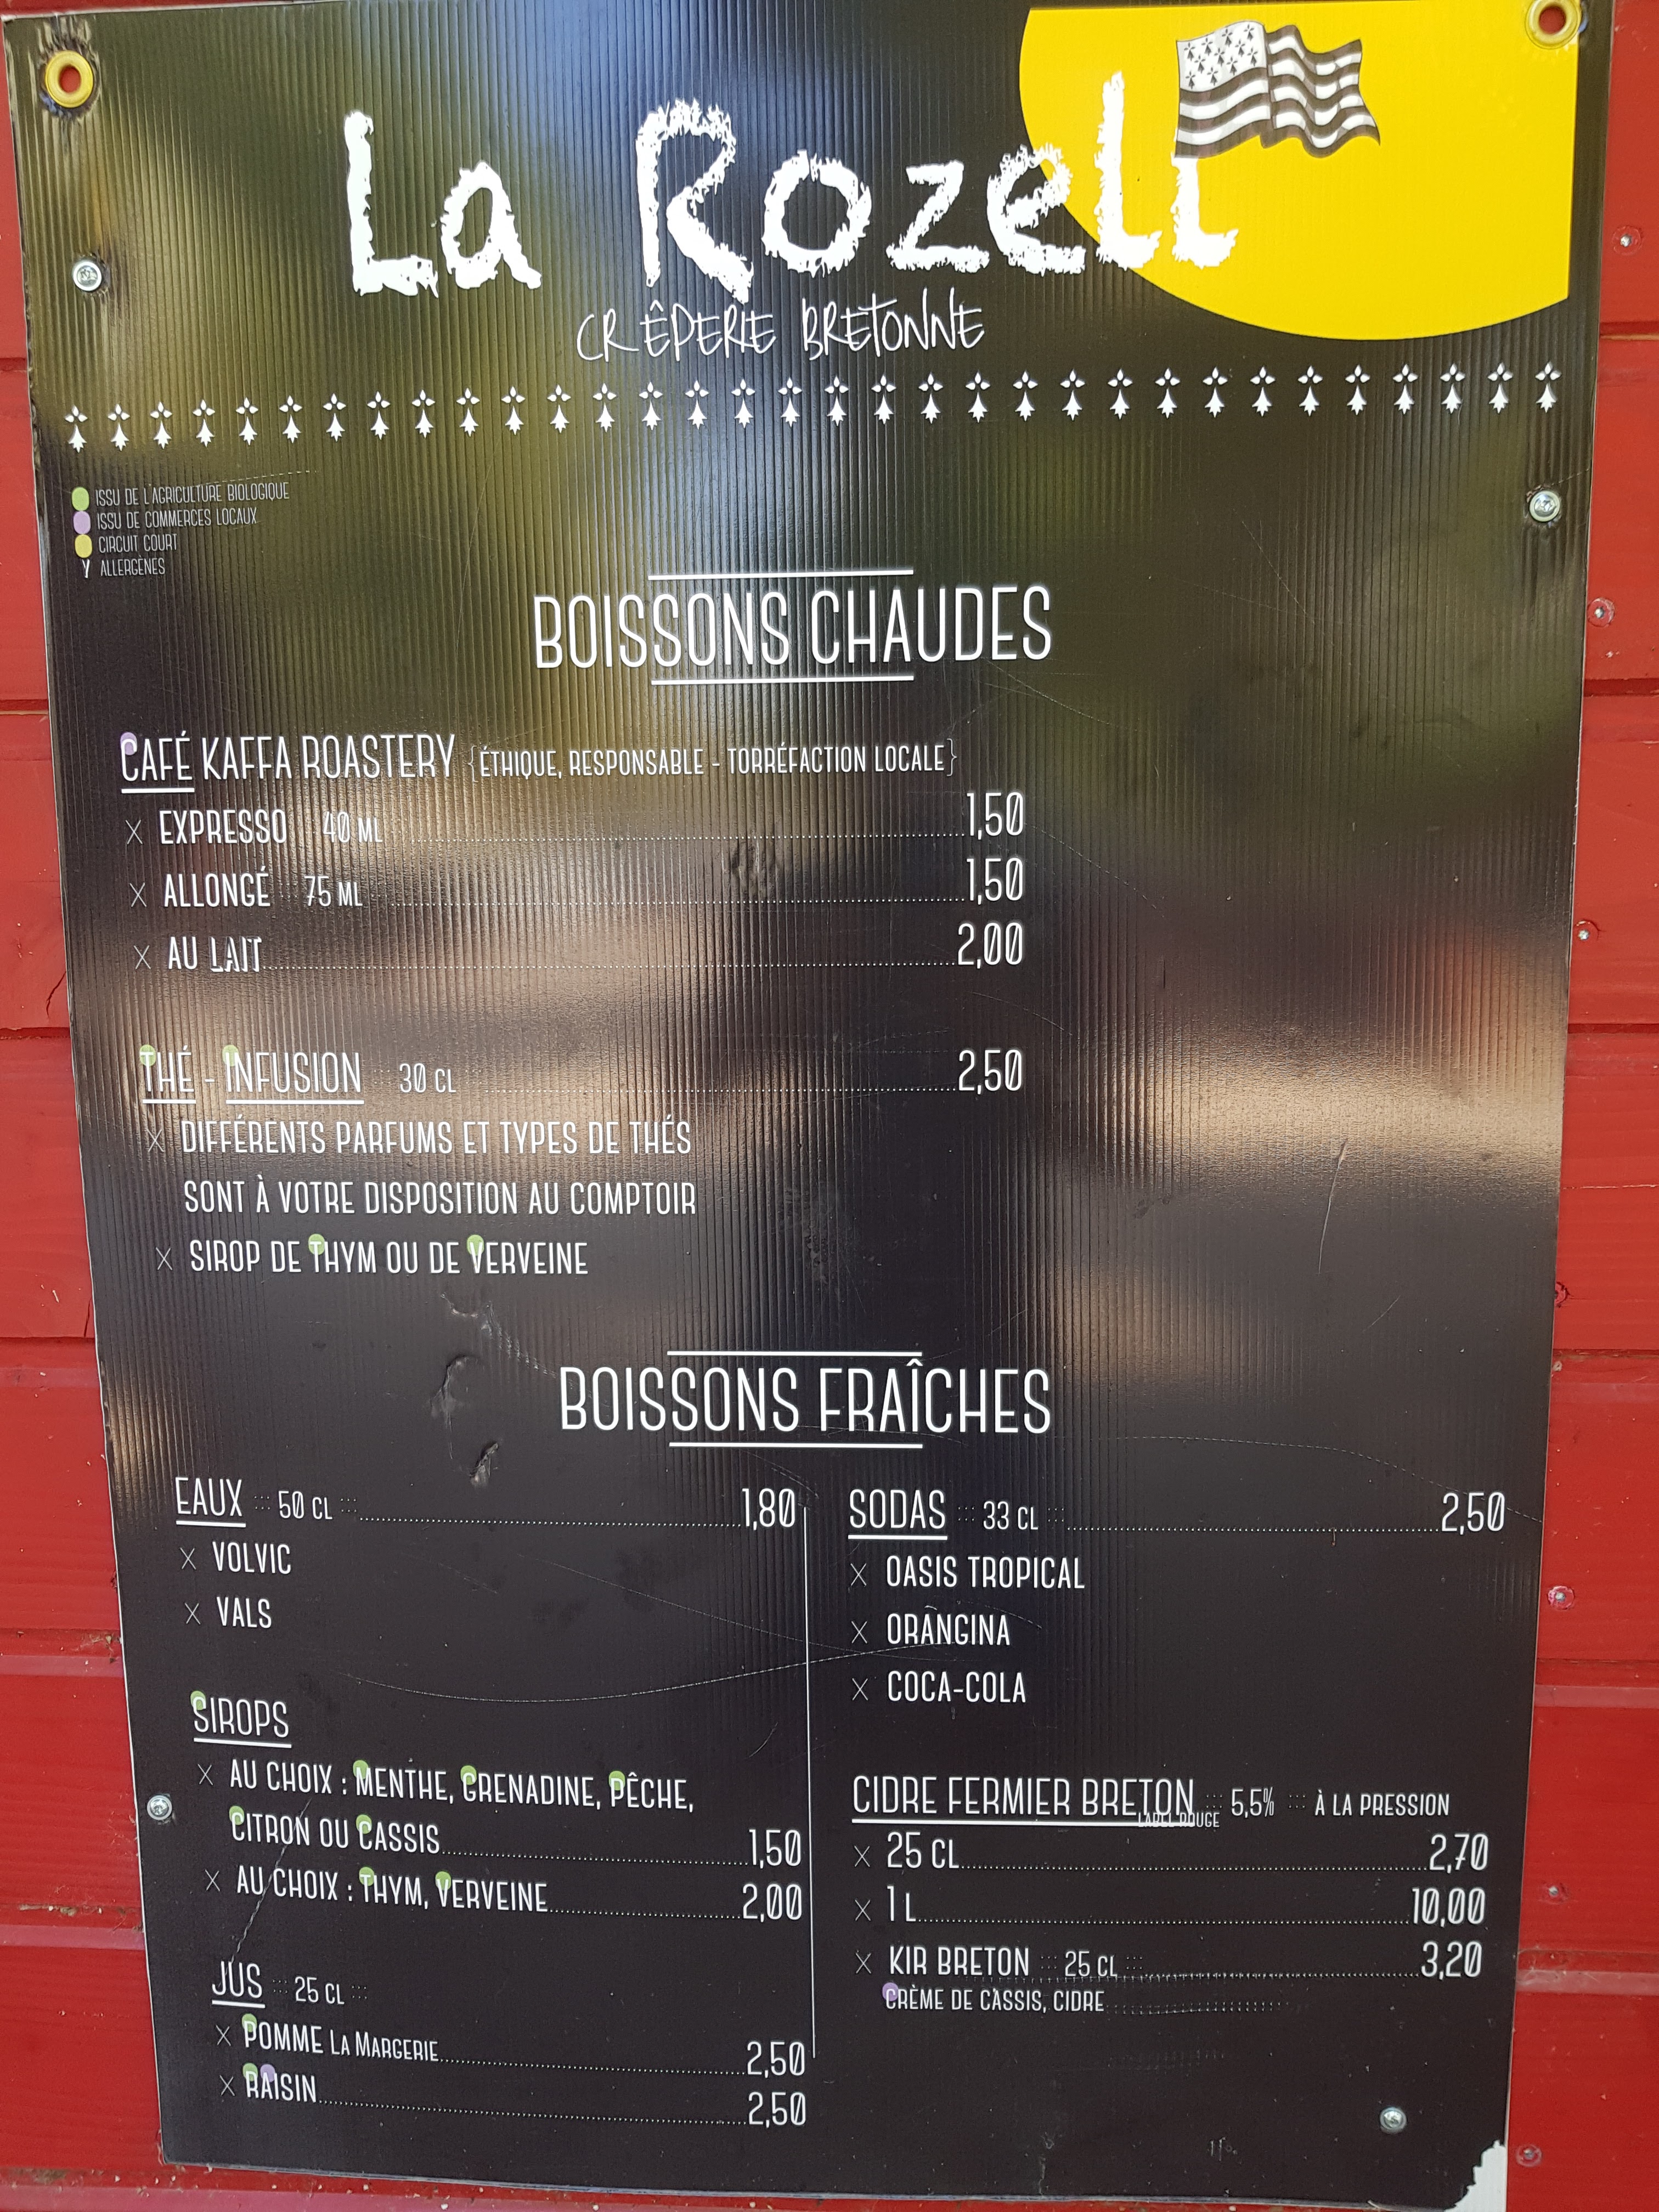 La Rozell
CRÊPERIE BRETONNE
ISSU DE L'AGRICULTURE BIOLOGIQUE
ISSU DE COMMERCES LOCAUX
CIRCUIT COURT
Y ALLERGÈNES
BOISSONS CHAUDES
CAFÉ KAFFA ROASTERY {ÉTHIQUE, RESPONSABLE - TORRÉFACTION LOCALE}
X EXPRESSO 40 ML 1,50
X ALLONGÉ 75 ML 1,50
X AU LAIT 2,00
THÉ - INFUSION 30 CL 2,50
X DIFFÉRENTS PARFUMS ET TYPES DE THÉS
SONT À VOTRE DISPOSITION AU COMPTOIR
X SIROP DE THYM OU DE VERVEINE
BOISSONS FRAÎCHES
EAUX 50 CL 1,80
X VOLVIC
X VALS
SIROPS
X AU CHOIX : MENTHE, GRENADINE, PÊCHE,
CITRON OU CASSIS 1,50
X AU CHOIX : THYM, VERVEINE 2,00
JUS 25 CL
X POMME LA MARGERIE 2,50
X RAISIN 2,50
SODAS 33 CL 2,50
X OASIS TROPICAL
X ORANGINA
X COCA-COLA
CIDRE FERMIER BRETON 5,5% À LA PRESSION
LABEL ROUGE
X 25 CL 2,70
X 1 L 10,00
X KIR BRETON 25 CL 3,20
CRÈME DE CASSIS, CIDRE